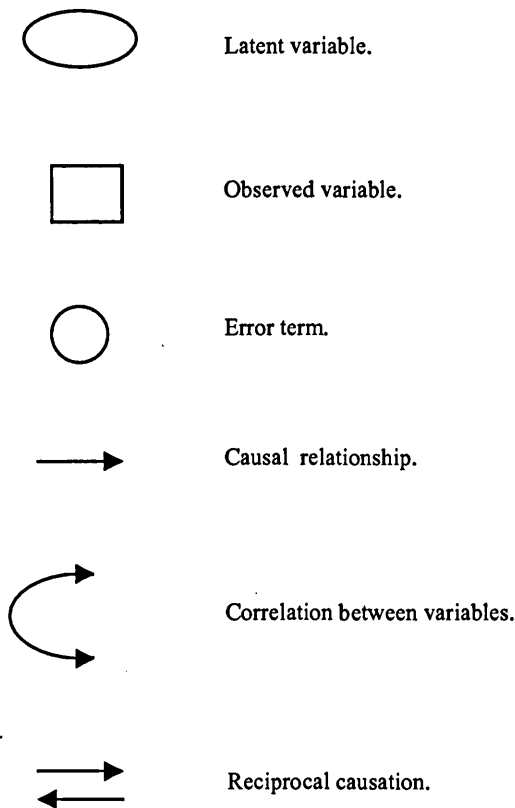 Latent variable.
Observed variable.
Error term.
Causal relationship.
Correlation between variables.
Reciprocal causation.